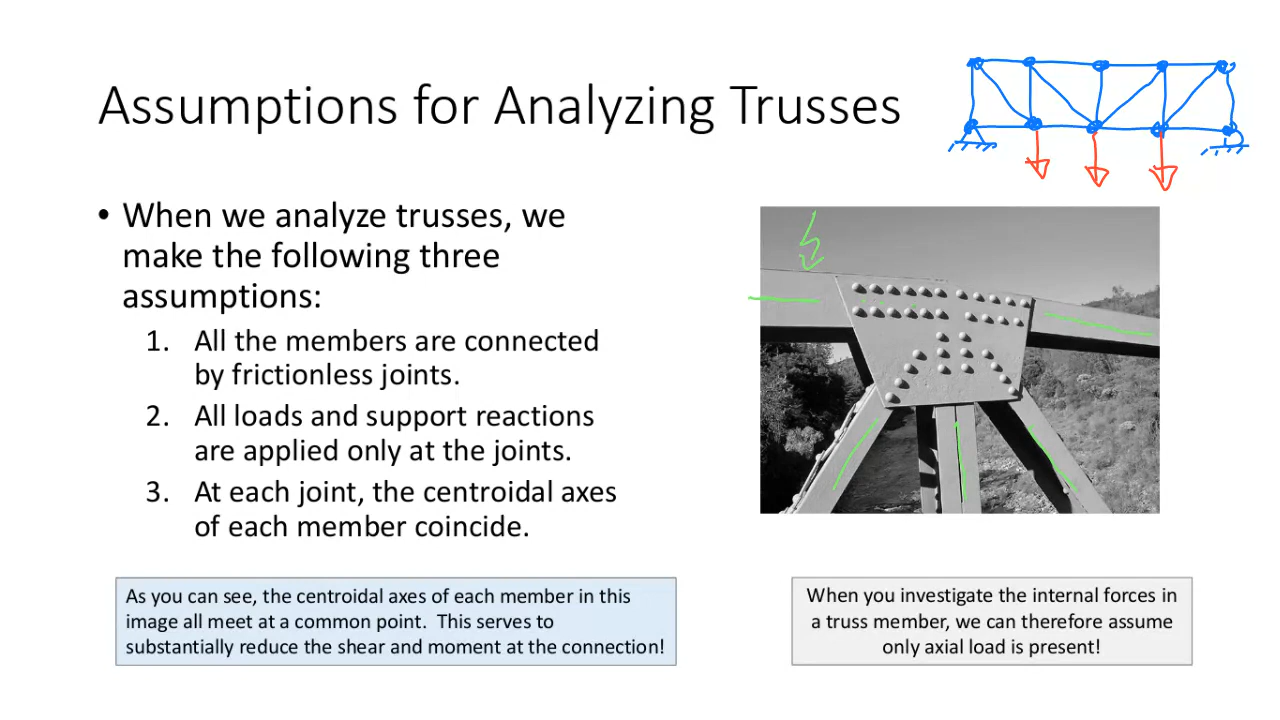 Assumptions for Analyzing Trusses
• When we analyze trusses, we
make the following three
assumptions:
1. All the members are connected
by frictionless joints.
2. All loads and support reactions
are applied only at the joints.
3. At each joint, the centroidal axes
of each member coincide.
As you can see, the centroidal axes of each member in this
image all meet at a common point. This serves to
substantially reduce the shear and moment at the connection!
When you investigate the internal forces in
a truss member, we can therefore assume
only axial load is present!